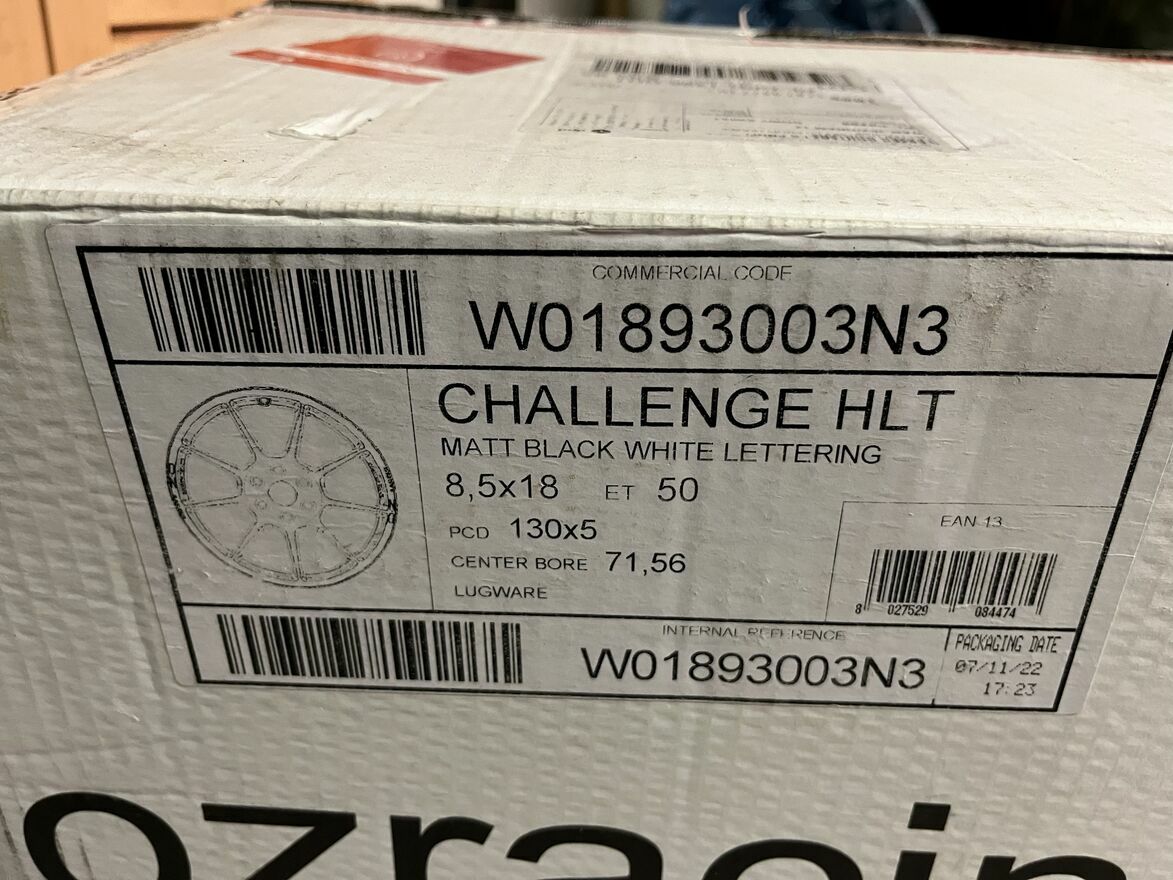 COMMERCIAL CODE
W01893003N3
CHALLENGE HLT
MATT BLACK WHITE LETTERING
8,5x18 ET 50
PCD 130x5
CENTER BORE 71,56
LUGWARE
EAN 13
8 027529 084474
INTERNAL REFERENCE
W01893003N3
PACKAGING DATE
07/11/22
17:23
ozracin